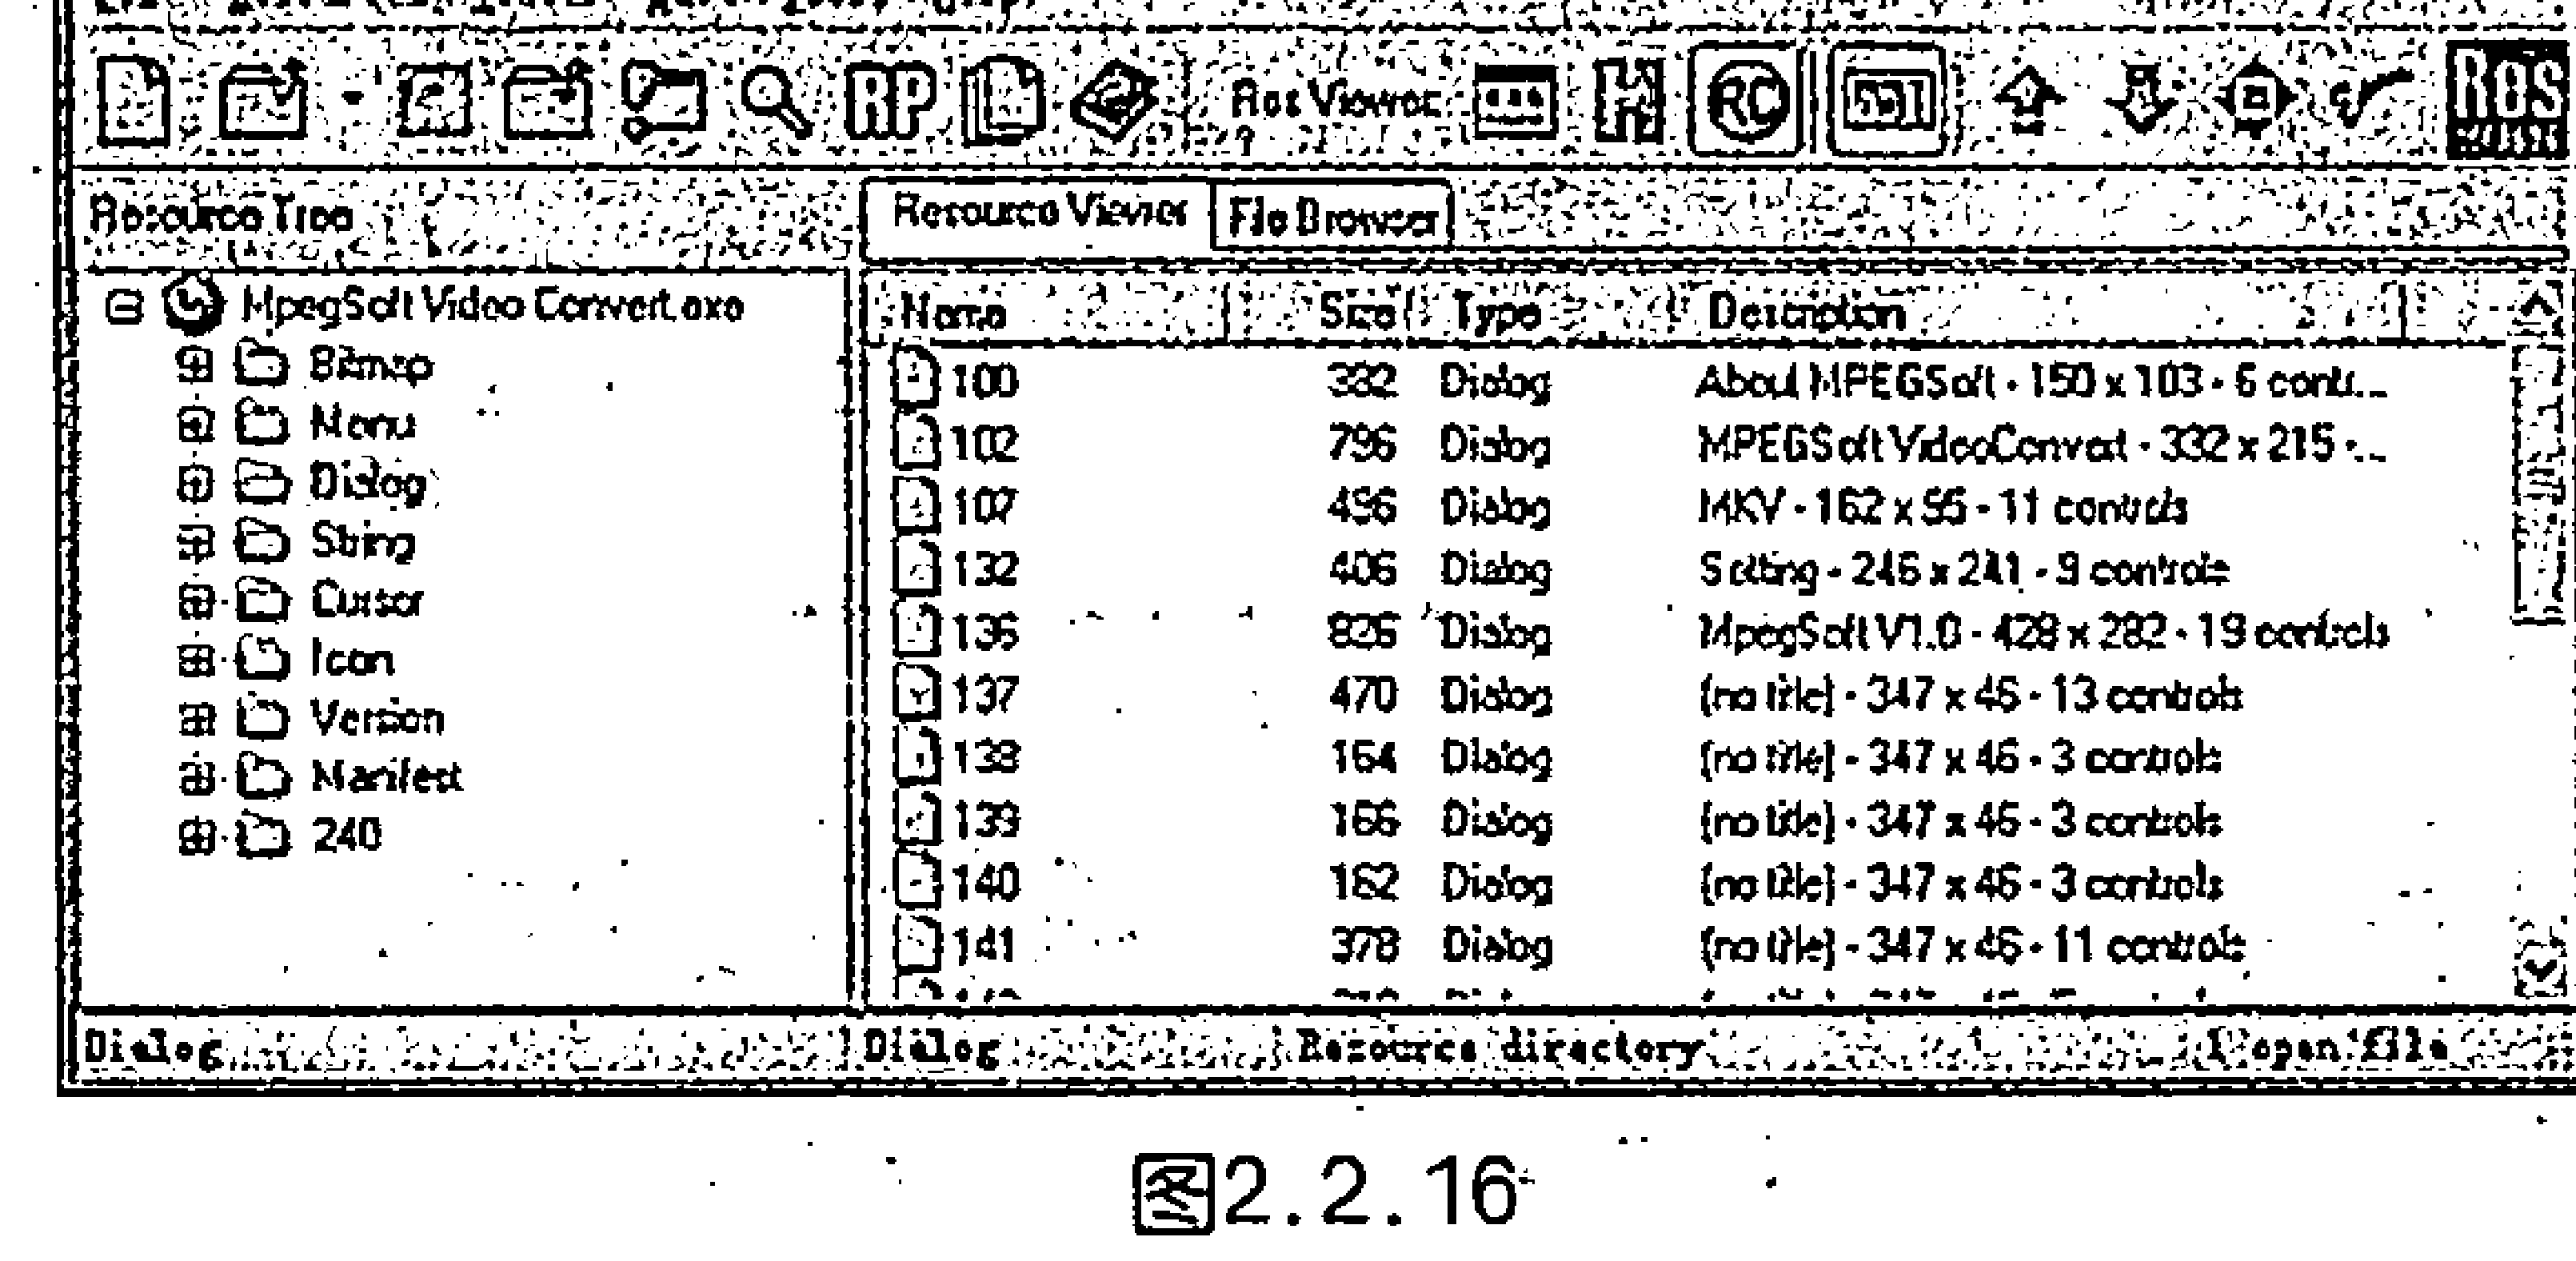 RP Res Viewer H RC
Resource Tree
Resource Viewer File Browser
MpegSoft Video Convert.exe
Bitmap
Menu
Dialog
String
Cursor
Icon
Version
Manifest
240
Name Size Type Description
100 332 Dialog About MPEGSoft - 150 x 103 - 6 contr...
102 796 Dialog MPEGSoft VideoConvert - 332 x 215 -...
107 496 Dialog MKV - 162 x 55 - 11 controls
132 406 Dialog Setting - 246 x 241 - 9 controls
136 826 Dialog MpegSoft V1.0 - 428 x 282 - 19 controls
137 470 Dialog (no title) - 347 x 46 - 13 controls
138 164 Dialog (no title) - 347 x 46 - 3 controls
139 166 Dialog (no title) - 347 x 46 - 3 controls
140 162 Dialog (no title) - 347 x 46 - 3 controls
141 378 Dialog (no title) - 347 x 46 - 11 controls
Dialog Dialog Resource directory 1 open file
图2.2.16